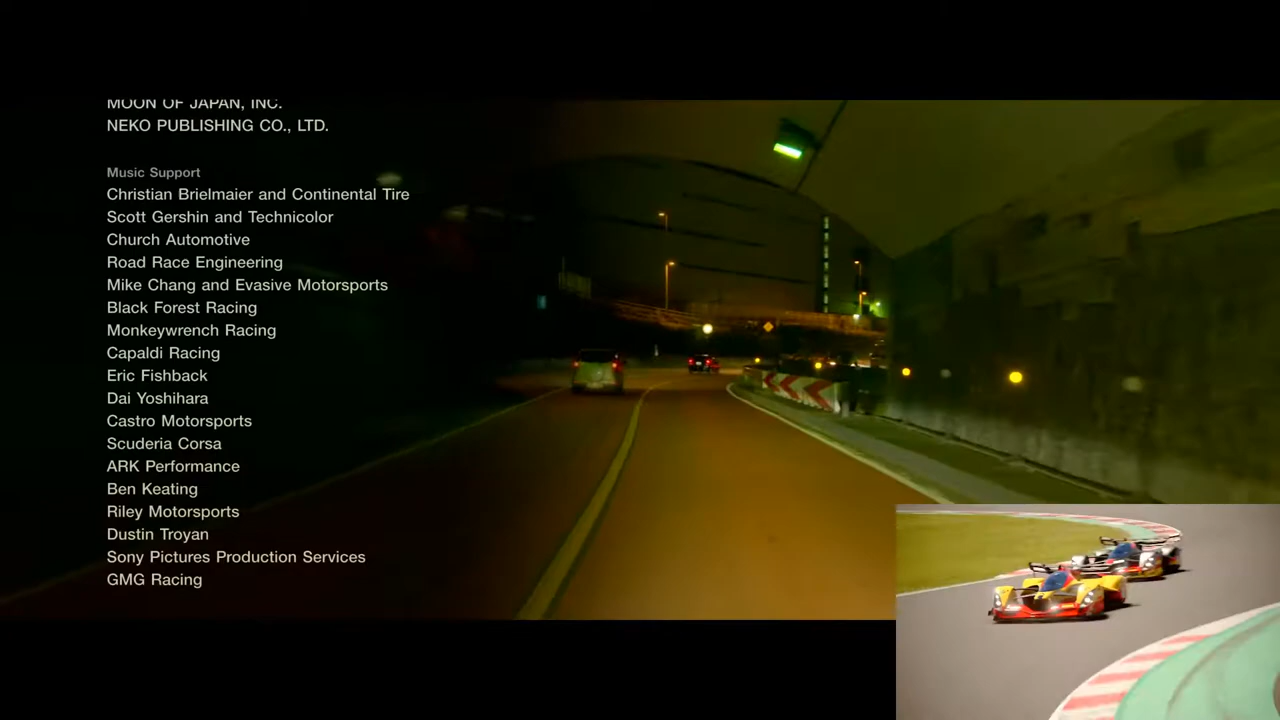 MOON OF JAPAN, INC.
NEKO PUBLISHING CO., LTD.
Music Support
Christian Brielmaier and Continental Tire
Scott Gershin and Technicolor
Church Automotive
Road Race Engineering
Mike Chang and Evasive Motorsports
Black Forest Racing
Monkeywrench Racing
Capaldi Racing
Eric Fishback
Dai Yoshihara
Castro Motorsports
Scuderia Corsa
ARK Performance
Ben Keating
Riley Motorsports
Dustin Troyan
Sony Pictures Production Services
GMG Racing